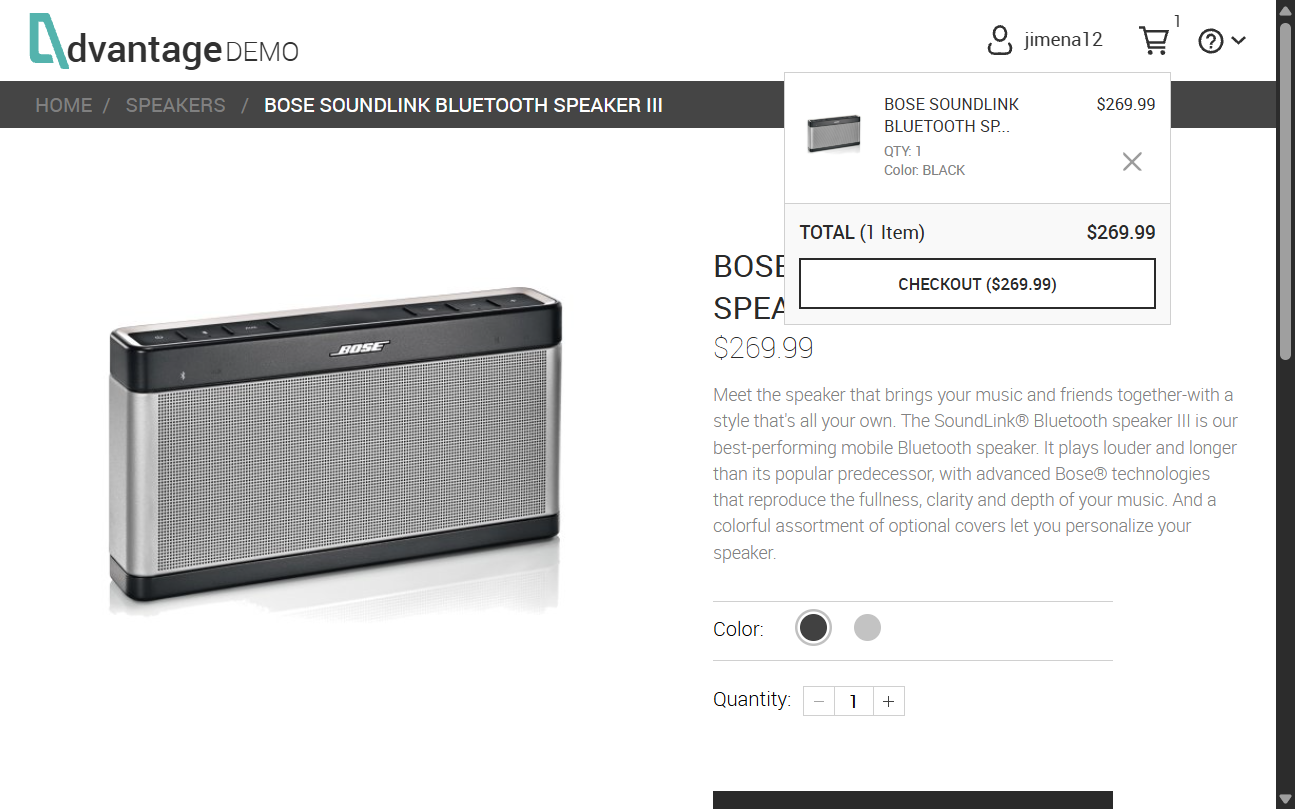 dvantage DEMO
jimena12
1
HOME / SPEAKERS / BOSE SOUNDLINK BLUETOOTH SPEAKER III
BOSE SOUNDLINK $269.99
BLUETOOTH SP...
QTY: 1
Color: BLACK
TOTAL (1 Item) $269.99
CHECKOUT ($269.99)
BOSE
BOSE
SPEA
$269.99
Meet the speaker that brings your music and friends together-with a
style that's all your own. The SoundLink® Bluetooth speaker III is our
best-performing mobile Bluetooth speaker. It plays louder and longer
than its popular predecessor, with advanced Bose® technologies
that reproduce the fullness, clarity and depth of your music. And a
colorful assortment of optional covers let you personalize your
speaker.
Color:
Quantity: − 1 +